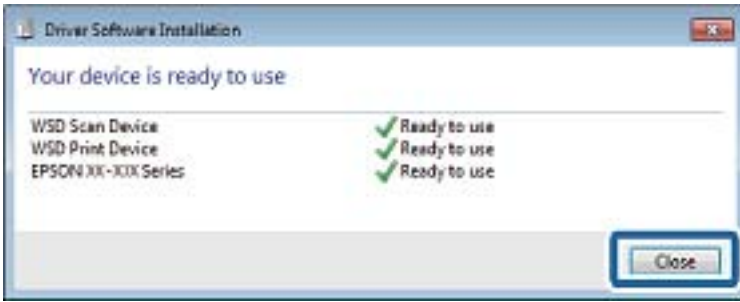 Driver Software Installation
Your device is ready to use
WSD Scan Device Ready to use
WSD Print Device Ready to use
EPSON XX-XXX Series Ready to use
Close